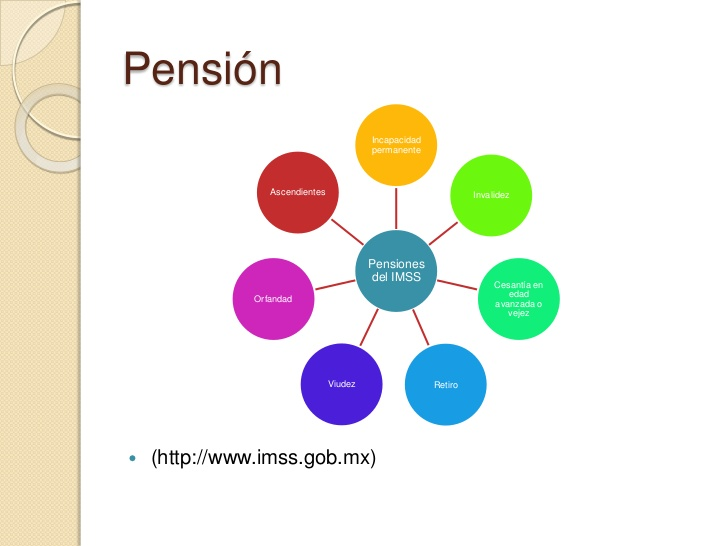 Pensión
Incapacidad
permanente
Invalidez
Cesantía en
edad
avanzada o
vejez
Retiro
Viudez
Orfandad
Ascendientes
Pensiones
del IMSS
(http://www.imss.gob.mx)